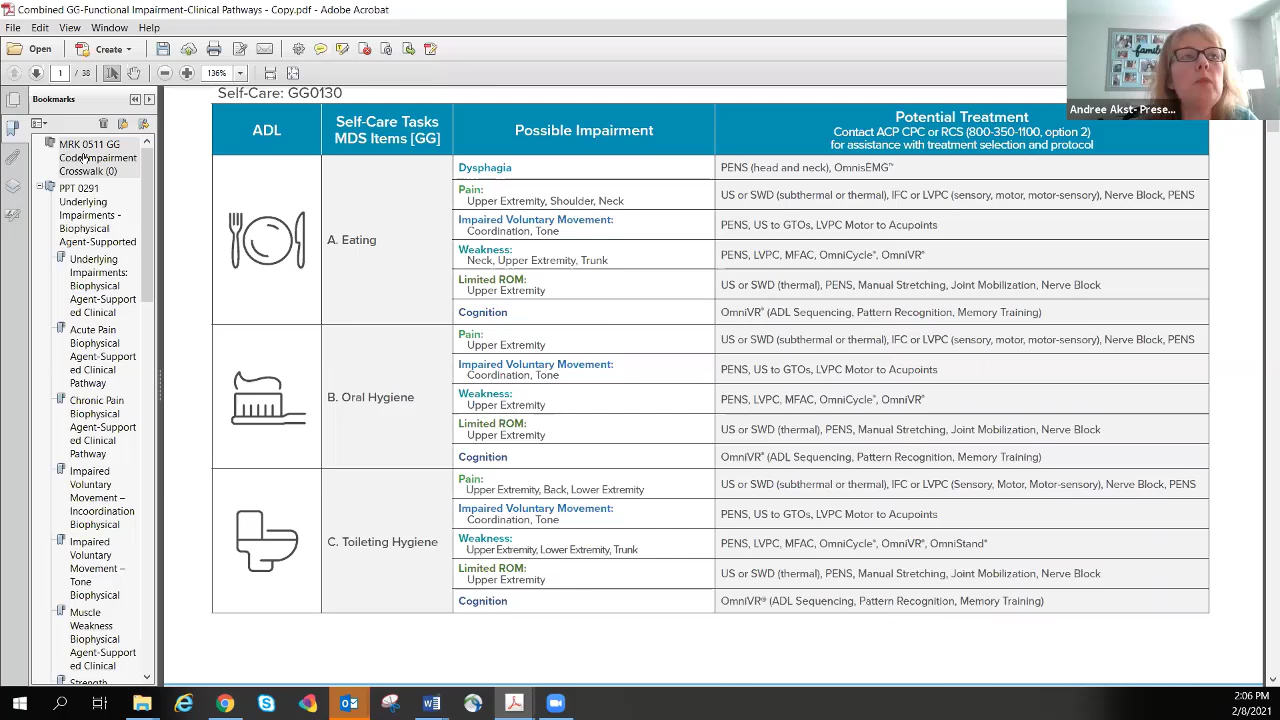 Combined GG-Functional Impairment-Clinical Pathways - Copy.pdf - Adobe Acrobat
File Edit View Window Help
Open Create
1 / 38 136%
Bookmarks
MRK 0511 GG
Code Impairment
Crosswalk (0)
PPT 0291
Underlying
Impairments -
Biophysical
Agent-Supported
Underlying
Impairments:
Biophysical
Agent-Support
ed Clinical
Acute Pain
Biophysical
Agent-Support
ed Clinical
Pathway
Chronic Pain
Biophysical
Agent-Support
ed Clinical
Pathway
Impaired
Voluntary
Movement –
Incoordination
Biophysical
Impaired
Voluntary
Movement –
Tone
Biophysical
Muscle
Weakness
Biophysical
Agent-Support
ed Clinical
Strength
Self-Care: GG0130
ADL
Self-Care Tasks
MDS Items [GG]
Possible Impairment
Potential Treatment
Contact ACP CPC or RCS (800-350-1100, option 2)
for assistance with treatment selection and protocol
A. Eating
Dysphagia
PENS (head and neck), OmnisEMG™
Pain:
Upper Extremity, Shoulder, Neck
US or SWD (subthermal or thermal), IFC or LVPC (sensory, motor, motor-sensory), Nerve Block, PENS
Impaired Voluntary Movement:
Coordination, Tone
PENS, US to GTOs, LVPC Motor to Acupoints
Weakness:
Neck, Upper Extremity, Trunk
PENS, LVPC, MFAC, OmniCycle®, OmniVR®
Limited ROM:
Upper Extremity
US or SWD (thermal), PENS, Manual Stretching, Joint Mobilization, Nerve Block
Cognition
OmniVR® (ADL Sequencing, Pattern Recognition, Memory Training)
B. Oral Hygiene
Pain:
Upper Extremity
US or SWD (subthermal or thermal), IFC or LVPC (sensory, motor, motor-sensory), Nerve Block, PENS
Impaired Voluntary Movement:
Coordination, Tone
PENS, US to GTOs, LVPC Motor to Acupoints
Weakness:
Upper Extremity
PENS, LVPC, MFAC, OmniCycle®, OmniVR®
Limited ROM:
Upper Extremity
US or SWD (thermal), PENS, Manual Stretching, Joint Mobilization, Nerve Block
Cognition
OmniVR® (ADL Sequencing, Pattern Recognition, Memory Training)
C. Toileting Hygiene
Pain:
Upper Extremity, Back, Lower Extremity
US or SWD (subthermal or thermal), IFC or LVPC (Sensory, Motor, Motor-sensory), Nerve Block, PENS
Impaired Voluntary Movement:
Coordination, Tone
PENS, US to GTOs, LVPC Motor to Acupoints
Weakness:
Upper Extremity, Lower Extremity, Trunk
PENS, LVPC, MFAC, OmniCycle®, OmniVR®, OmniStand®
Limited ROM:
Upper Extremity
US or SWD (thermal), PENS, Manual Stretching, Joint Mobilization, Nerve Block
Cognition
OmniVR® (ADL Sequencing, Pattern Recognition, Memory Training)
family
Andree Akst- Prese...
2:06 PM
2/8/2021